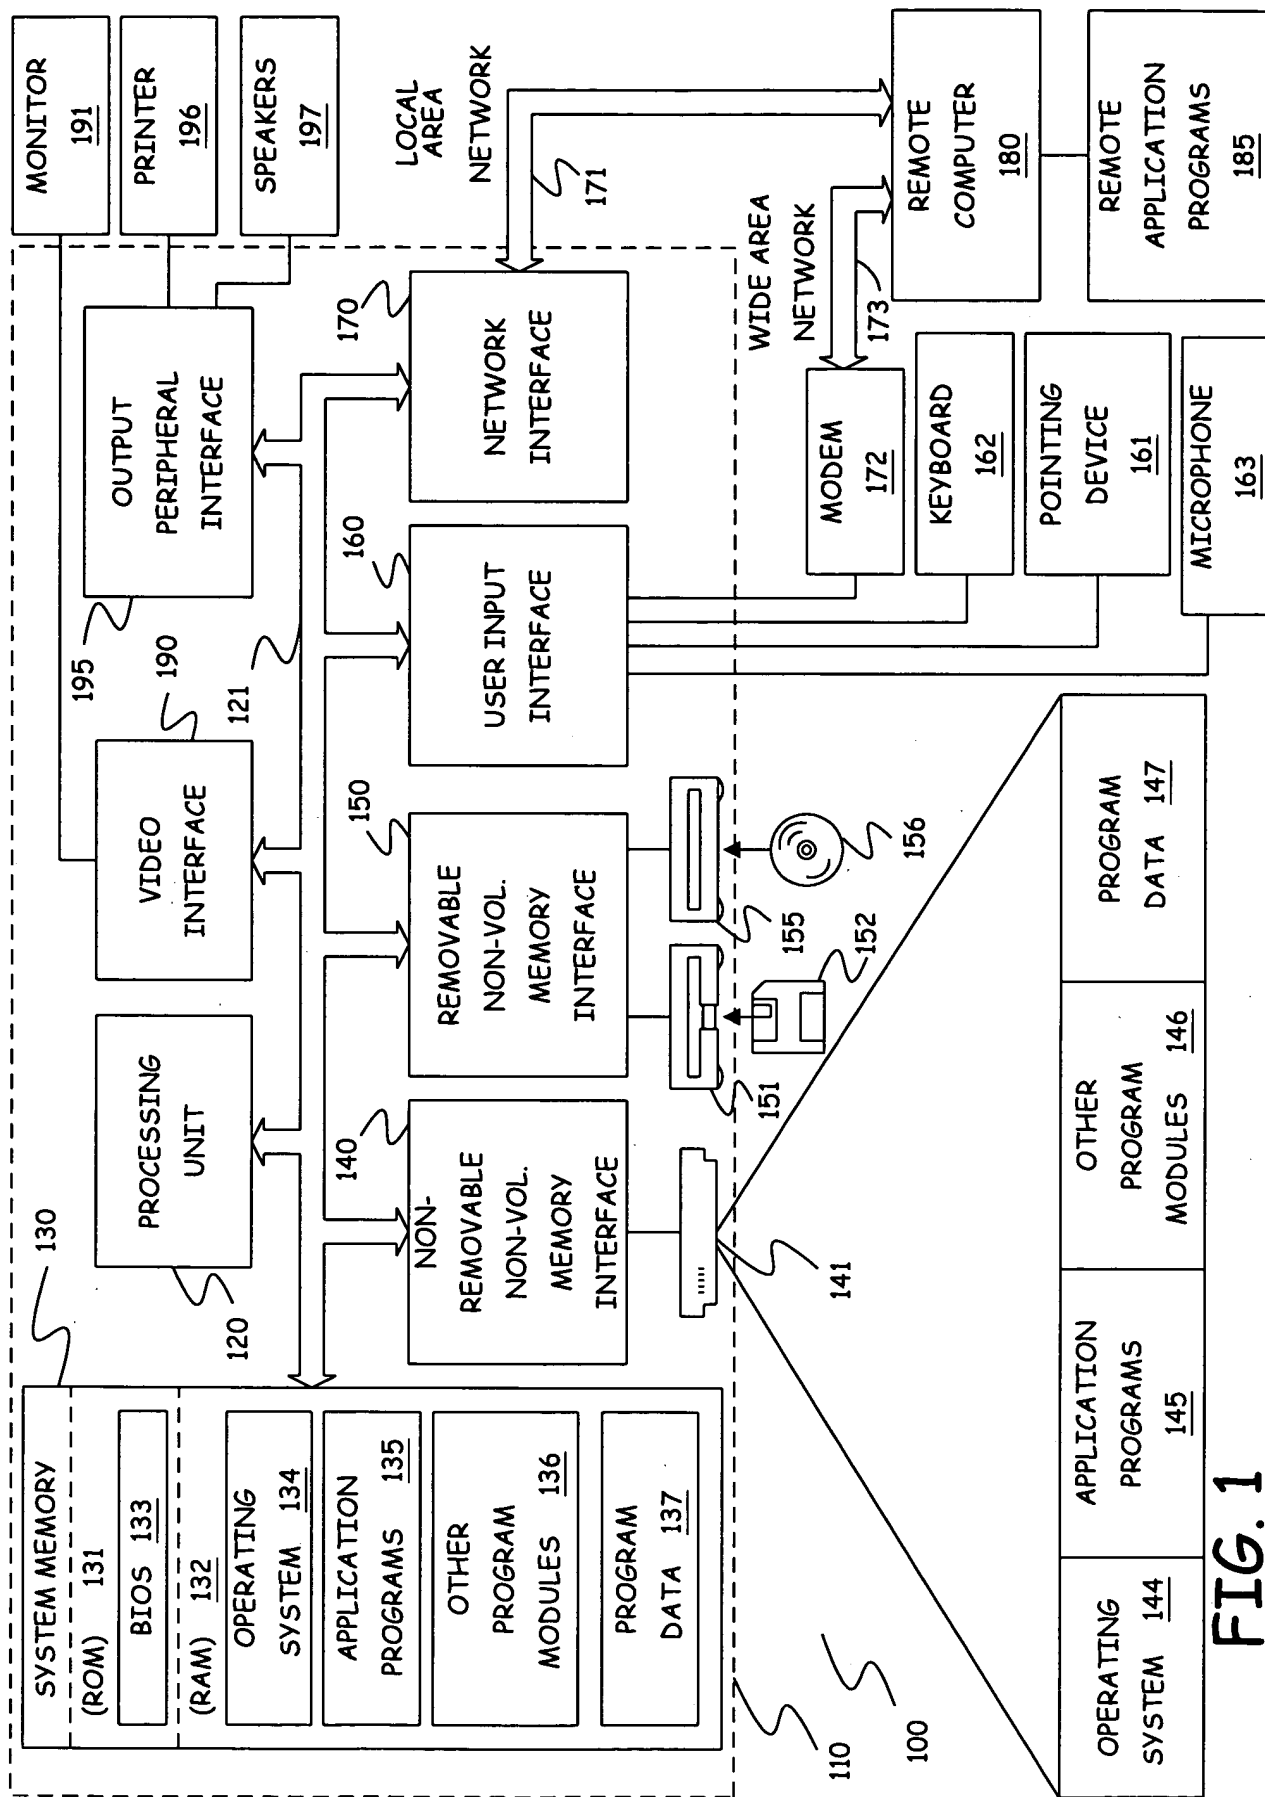 SYSTEM MEMORY
130
(ROM) 131
BIOS 133
(RAM) 132
OPERATING
SYSTEM 134
APPLICATION
PROGRAMS 135
OTHER
PROGRAM
MODULES 136
PROGRAM
DATA 137
PROCESSING
UNIT
120
VIDEO
INTERFACE
190
121
OUTPUT
PERIPHERAL
INTERFACE
195
MONITOR
191
PRINTER
196
SPEAKERS
197
140
NON-
REMOVABLE
NON-VOL.
MEMORY
INTERFACE
150
REMOVABLE
NON-VOL.
MEMORY
INTERFACE
160
USER INPUT
INTERFACE
170
NETWORK
INTERFACE
LOCAL
AREA
NETWORK
171
141
151
152
155
156
WIDE AREA
NETWORK
173
MODEM
172
KEYBOARD
162
POINTING
DEVICE
161
MICROPHONE
163
REMOTE
COMPUTER
180
REMOTE
APPLICATION
PROGRAMS
185
110
100
OPERATING
SYSTEM 144
APPLICATION
PROGRAMS
145
OTHER
PROGRAM
MODULES 146
PROGRAM
DATA 147
FIG. 1